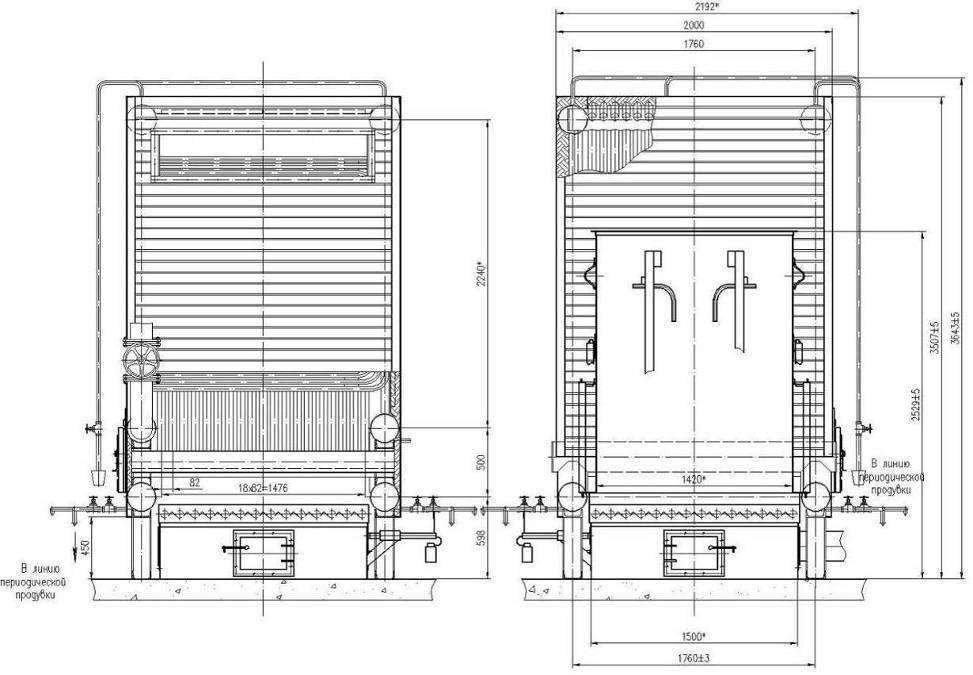 2192*
2000
1760
2240*
3507±5
3643±5
2529±5
500
82
18х82=1476
1420*
В линию
периодической
продувки
450
598
В линию
периодической
продувки
1500*
1760±3